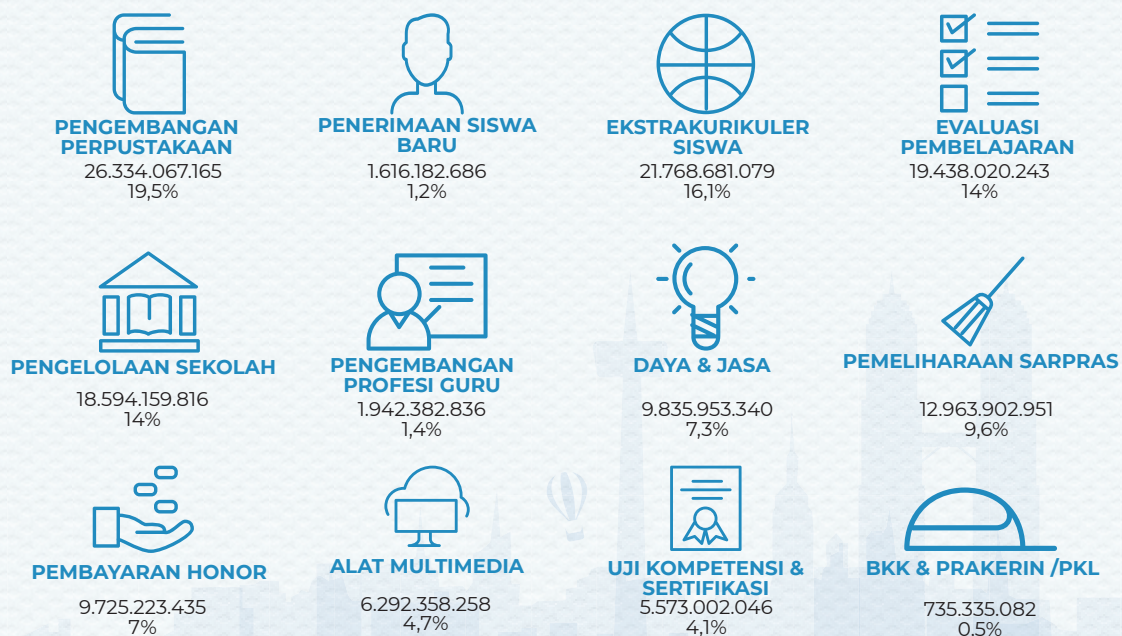 PENGEMBANGAN
PERPUSTAKAAN
26.334.067.165
19,5%
PENERIMAAN SISWA
BARU
1.616.182.686
1,2%
EKSTRAKURIKULER
SISWA
21.768.681.079
16,1%
EVALUASI
PEMBELAJARAN
19.438.020.243
14%
PENGELOLAAN SEKOLAH
18.594.159.816
14%
PENGEMBANGAN
PROFESI GURU
1.942.382.836
1,4%
DAYA & JASA
9.835.953.340
7,3%
PEMELIHARAAN SARPRAS
12.963.902.951
9,6%
PEMBAYARAN HONOR
9.725.223.435
7%
ALAT MULTIMEDIA
6.292.358.258
4,7%
UJI KOMPETENSI &
SERTIFIKASI
5.573.002.046
4,1%
BKK & PRAKERIN /PKL
735.335.082
0,5%